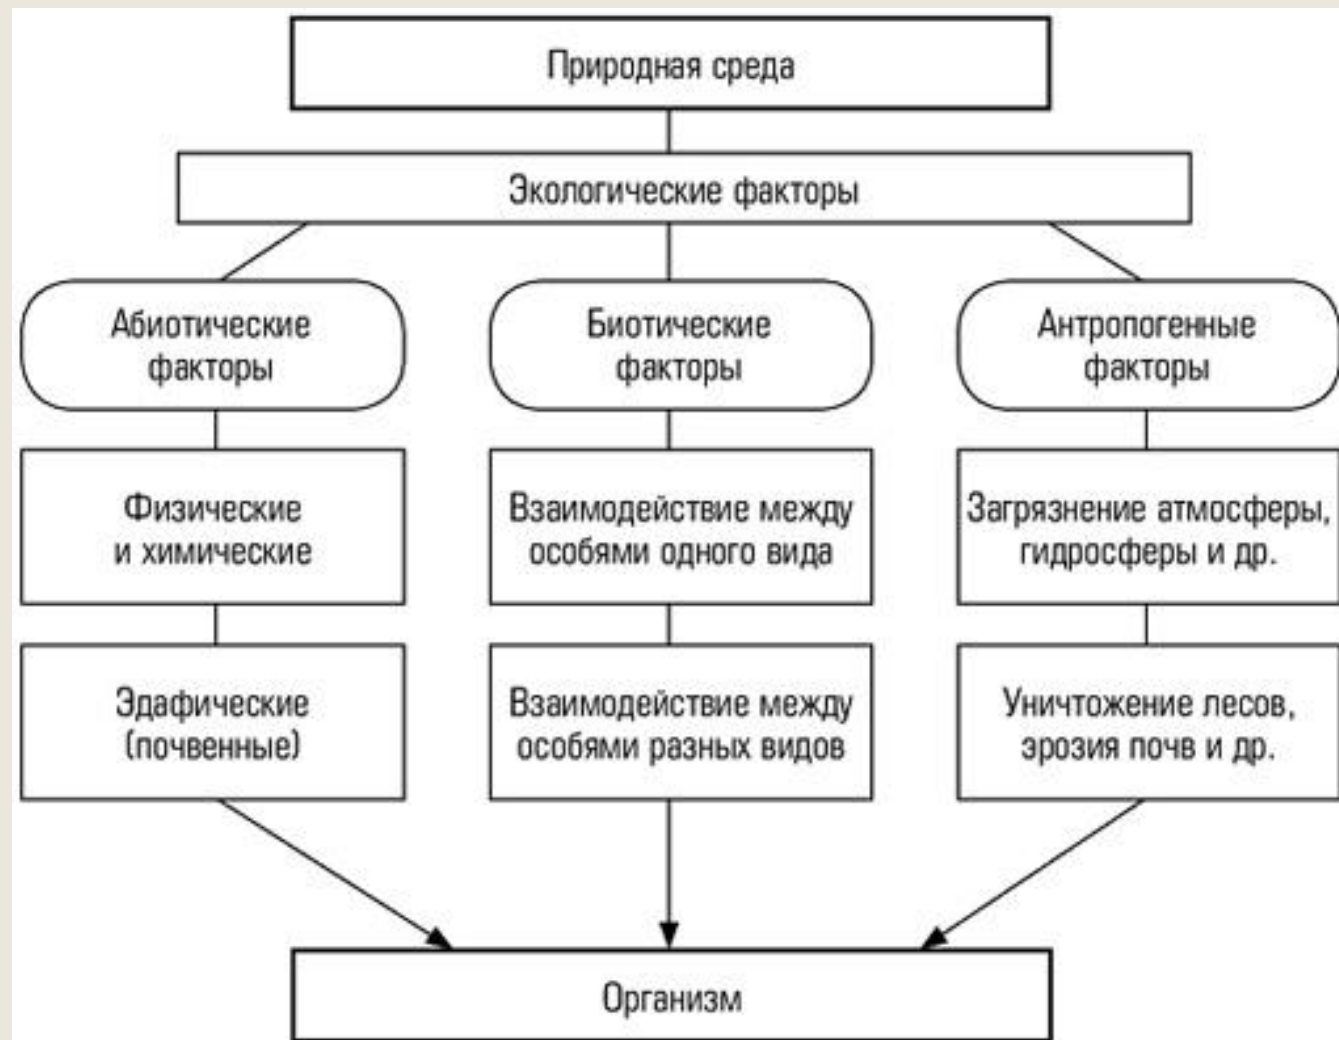 Природная среда
Экологические факторы
Абиотические
факторы
Биотические
факторы
Антропогенные
факторы
Физические
и химические
Взаимодействие между
особями одного вида
Загрязнение атмосферы,
гидросферы и др.
Эдафические
(почвенные)
Взаимодействие между
особями разных видов
Уничтожение лесов,
эрозия почв и др.
Организм